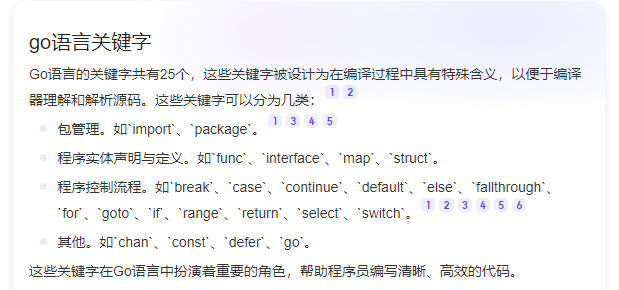 go语言关键字
Go语言的关键字共有25个，这些关键字被设计为在编译过程中具有特殊含义，以便于编译
器理解和解析源码。这些关键字可以分为几类： 1 2
包管理。如`import`、`package`。 1 3 4 5
程序实体声明与定义。如`func`、`interface`、`map`、`struct`。
程序控制流程。如`break`、`case`、`continue`、`default`、`else`、`fallthrough`、
`for`、`goto`、`if`、`range`、`return`、`select`、`switch`。 1 2 3 4 5 6
其他。如`chan`、`const`、`defer`、`go`。
这些关键字在Go语言中扮演着重要的角色，帮助程序员编写清晰、高效的代码。